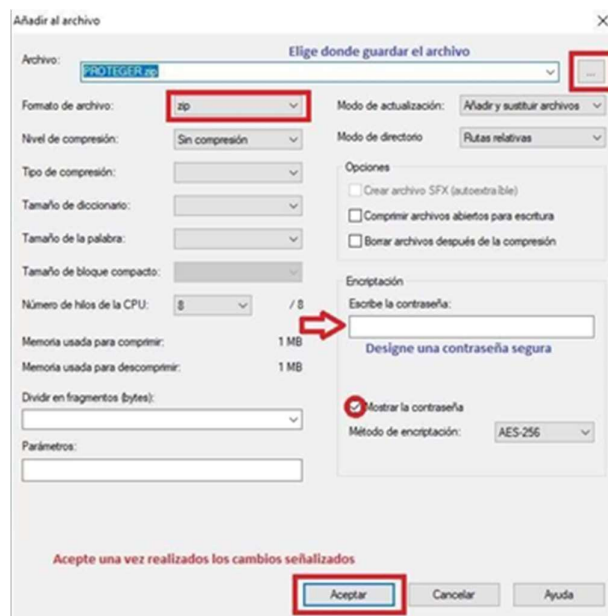 Añadir al archivo
Elige donde guardar el archivo
Archivo:
PROTEGER.zip
...
Formato de archivo: zip
Modo de actualización: Añadir y sustituir archivos
Nivel de compresión: Sin compresión
Modo de directorio Rutas relativas
Tipo de compresión:
Opciones
Crear archivo SFX (autoextraíble)
Tamaño de diccionario:
Comprimir archivos abiertos para escritura
Tamaño de la palabra:
Borrar archivos después de la compresión
Tamaño de bloque compacto:
Encriptación
Número de hilos de la CPU: 8 / 8
Escribe la contraseña:
Memoria usada para comprimir: 1 MB
Designe una contraseña segura
Memoria usada para descomprimir: 1 MB
Dividir en fragmentos (bytes):
Mostrar la contraseña
Método de encriptación: AES-256
Parámetros:
Acepte una vez realizados los cambios señalizados
Aceptar Cancelar Ayuda